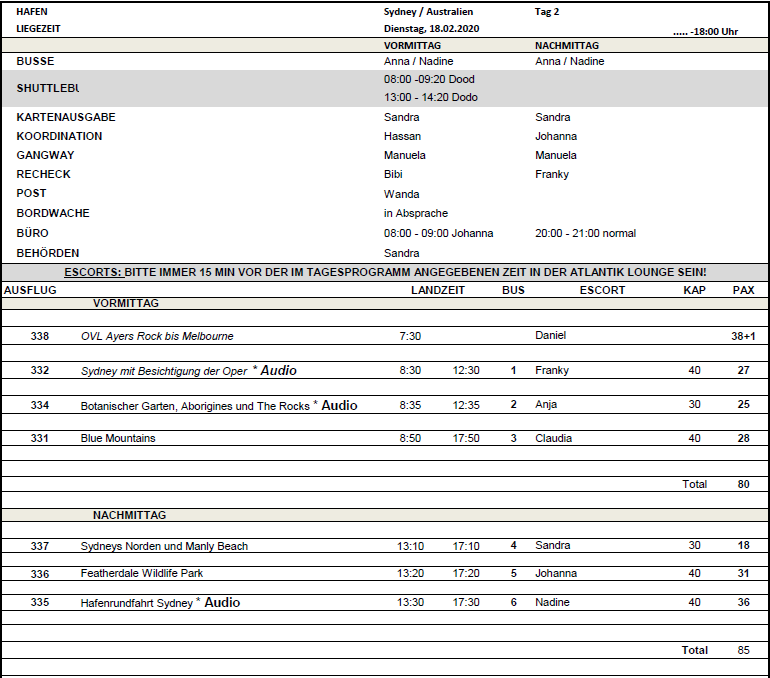 HAFEN Sydney / Australien Tag 2
LIEGEZEIT Dienstag, 18.02.2020 ..... -18:00 Uhr
VORMITTAG NACHMITTAG
BUSSE Anna / Nadine Anna / Nadine
SHUTTLEBU 08:00 -09:20 Dood
13:00 - 14:20 Dodo
KARTENAUSGABE Sandra Sandra
KOORDINATION Hassan Johanna
GANGWAY Manuela Manuela
RECHECK Bibi Franky
POST Wanda
BORDWACHE in Absprache
BÜRO 08:00 - 09:00 Johanna 20:00 - 21:00 normal
BEHÖRDEN Sandra
ESCORTS: BITTE IMMER 15 MIN VOR DER IM TAGESPROGRAMM ANGEGEBENEN ZEIT IN DER ATLANTIK LOUNGE SEIN!
AUSFLUG LANDZEIT BUS ESCORT KAP PAX
VORMITTAG
338 OVL Ayers Rock bis Melbourne 7:30 Daniel 38+1
332 Sydney mit Besichtigung der Oper * Audio 8:30 12:30 1 Franky 40 27
334 Botanischer Garten, Aborigines und The Rocks * Audio 8:35 12:35 2 Anja 30 25
331 Blue Mountains 8:50 17:50 3 Claudia 40 28
Total 80
NACHMITTAG
337 Sydneys Norden und Manly Beach 13:10 17:10 4 Sandra 30 18
336 Featherdale Wildlife Park 13:20 17:20 5 Johanna 40 31
335 Hafenrundfahrt Sydney * Audio 13:30 17:30 6 Nadine 40 36
Total 85